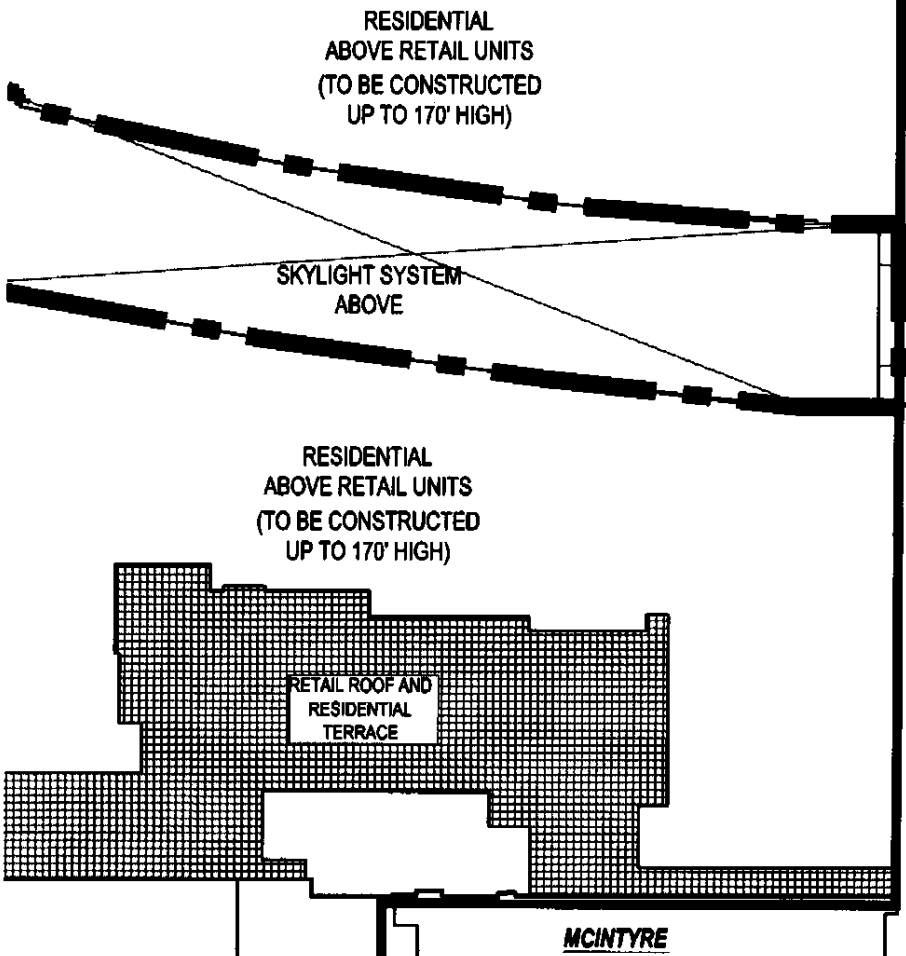 RESIDENTIAL
ABOVE RETAIL UNITS
(TO BE CONSTRUCTED
UP TO 170' HIGH)
SKYLIGHT SYSTEM
ABOVE
RESIDENTIAL
ABOVE RETAIL UNITS
(TO BE CONSTRUCTED
UP TO 170' HIGH)
RETAIL ROOF AND
RESIDENTIAL
TERRACE
MCINTYRE